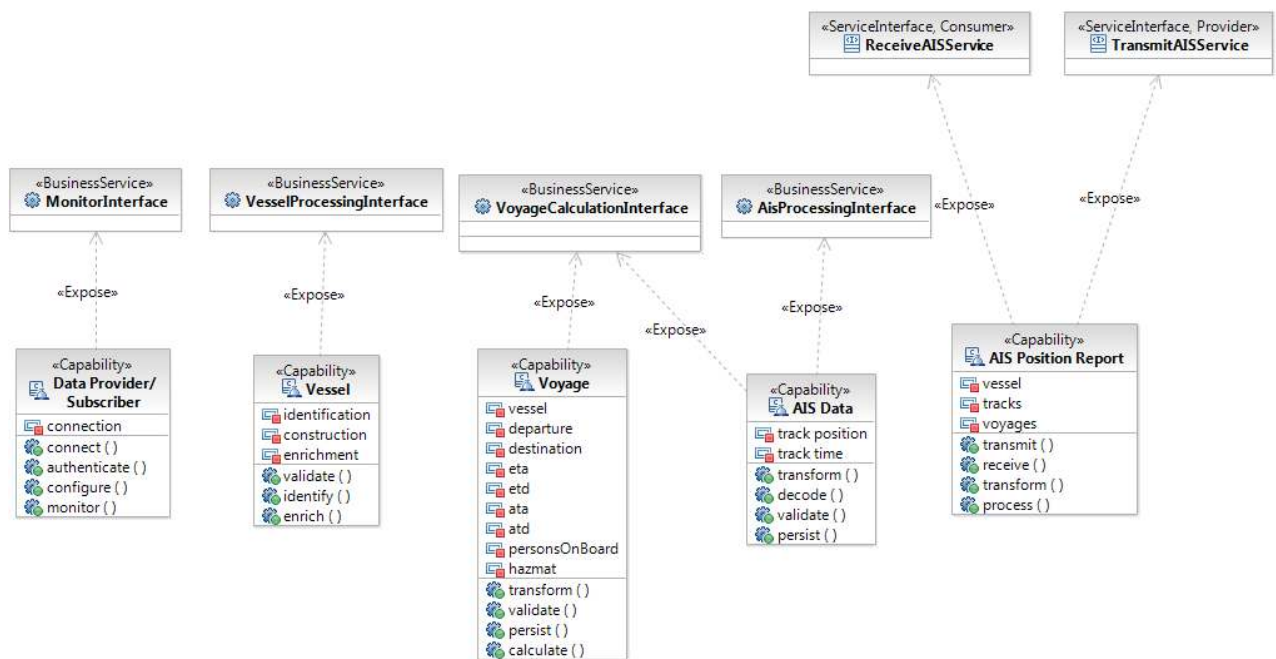 «ServiceInterface, Consumer»
ReceiveAISService
«ServiceInterface, Provider»
TransmitAISService
«BusinessService»
MonitorInterface
«BusinessService»
VesselProcessingInterface
«BusinessService»
VoyageCalculationInterface
«BusinessService»
AisProcessingInterface
«Expose»
«Expose»
«Expose»
«Expose»
«Expose»
«Expose»
«Expose»
«Capability»
Data Provider/
Subscriber
connection
connect ( )
authenticate ( )
configure ( )
monitor ( )
«Capability»
Vessel
identification
construction
enrichment
validate ( )
identify ( )
enrich ( )
«Capability»
Voyage
vessel
departure
destination
eta
etd
ata
atd
personsOnBoard
hazmat
transform ( )
validate ( )
persist ( )
calculate ( )
«Capability»
AIS Data
track position
track time
transform ( )
decode ( )
validate ( )
persist ( )
«Capability»
AIS Position Report
vessel
tracks
voyages
transmit ( )
receive ( )
transform ( )
process ( )